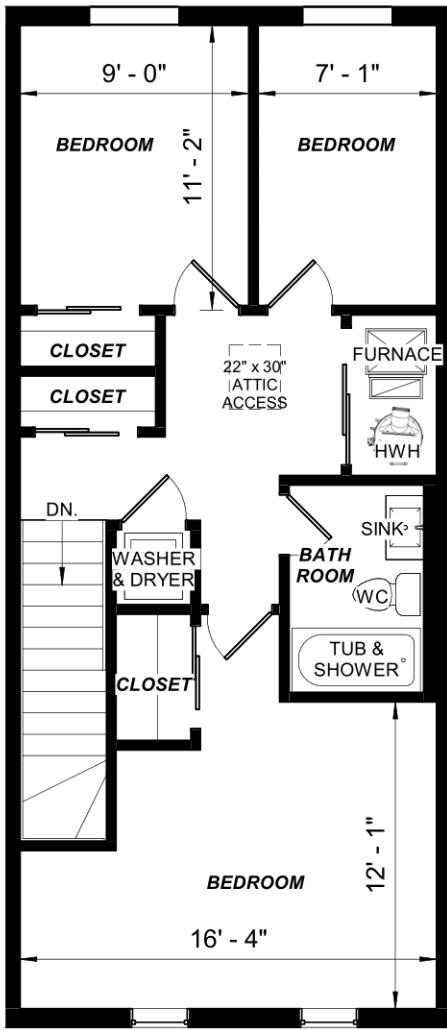 9' - 0"
7' - 1"
BEDROOM
BEDROOM
11' - 2"
CLOSET
CLOSET
22" x 30"
ATTIC
ACCESS
FURNACE
HWH
DN.
WASHER
& DRYER
SINK
BATH
ROOM
WC
TUB &
SHOWER
CLOSET
BEDROOM
12' - 1"
16' - 4"